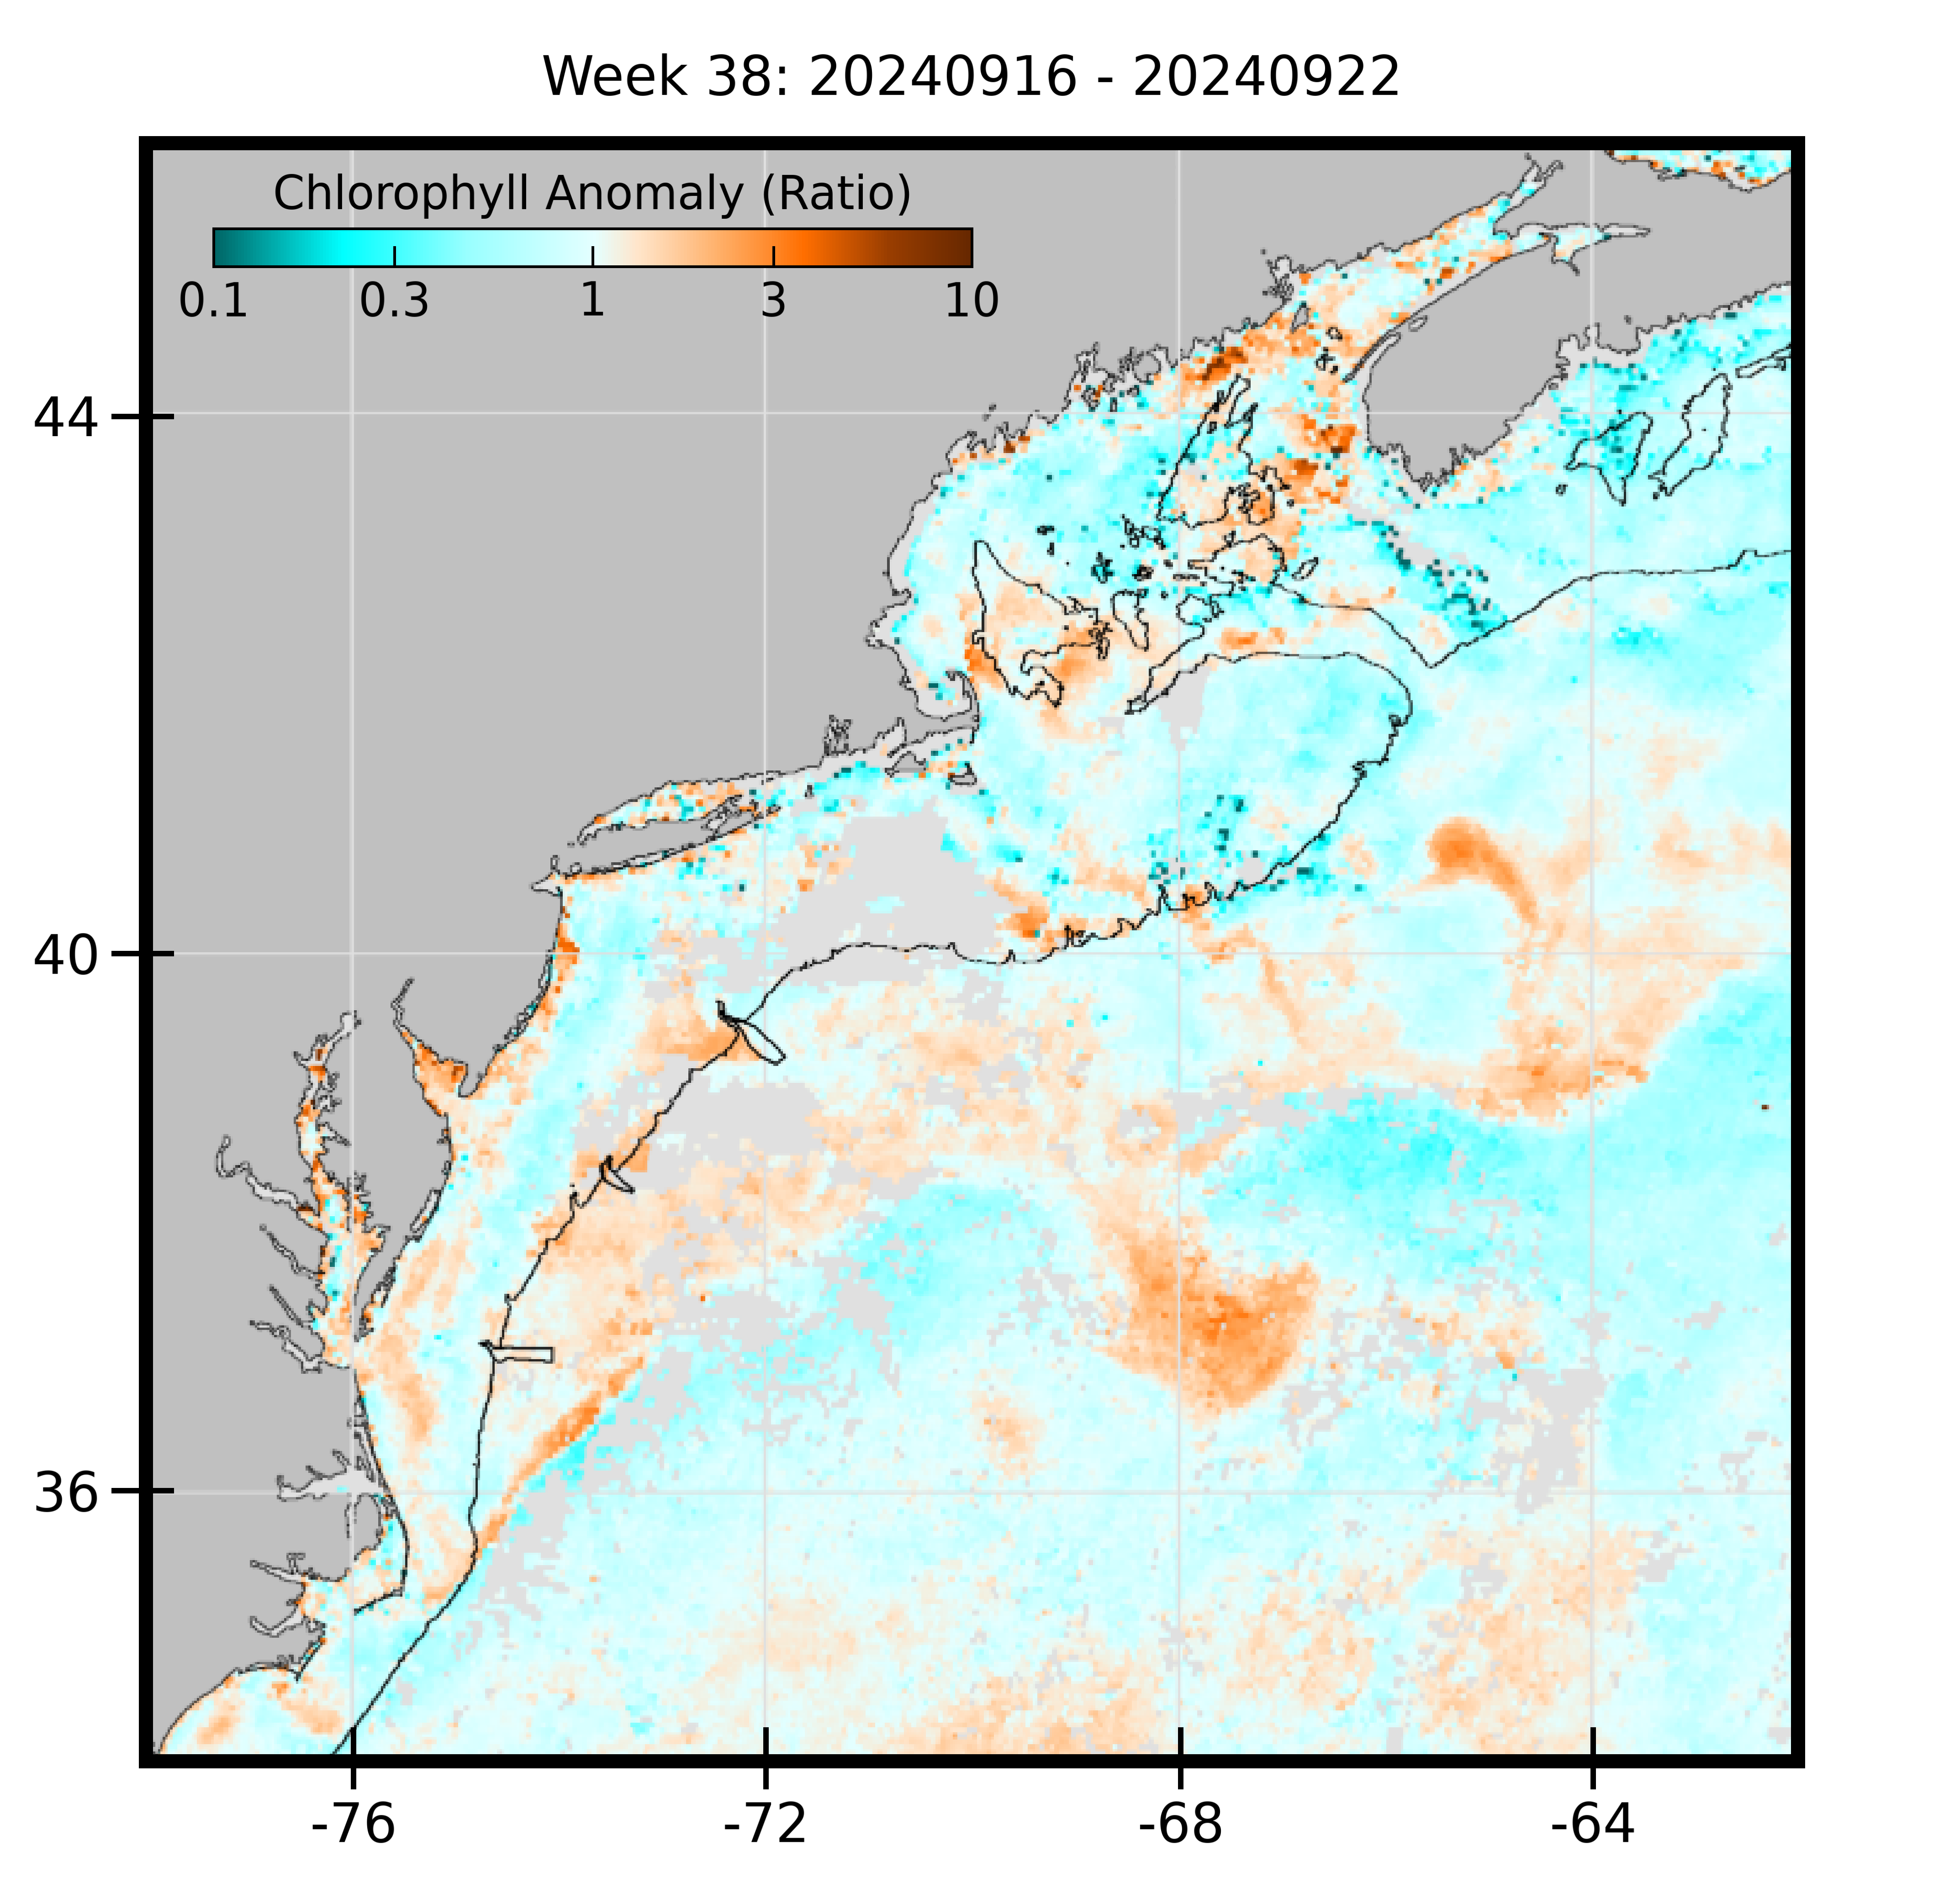 Week 38: 20240916 - 20240922
Chlorophyll Anomaly (Ratio)
0.1 0.3 1 3 10
44
40
36
-76 -72 -68 -64